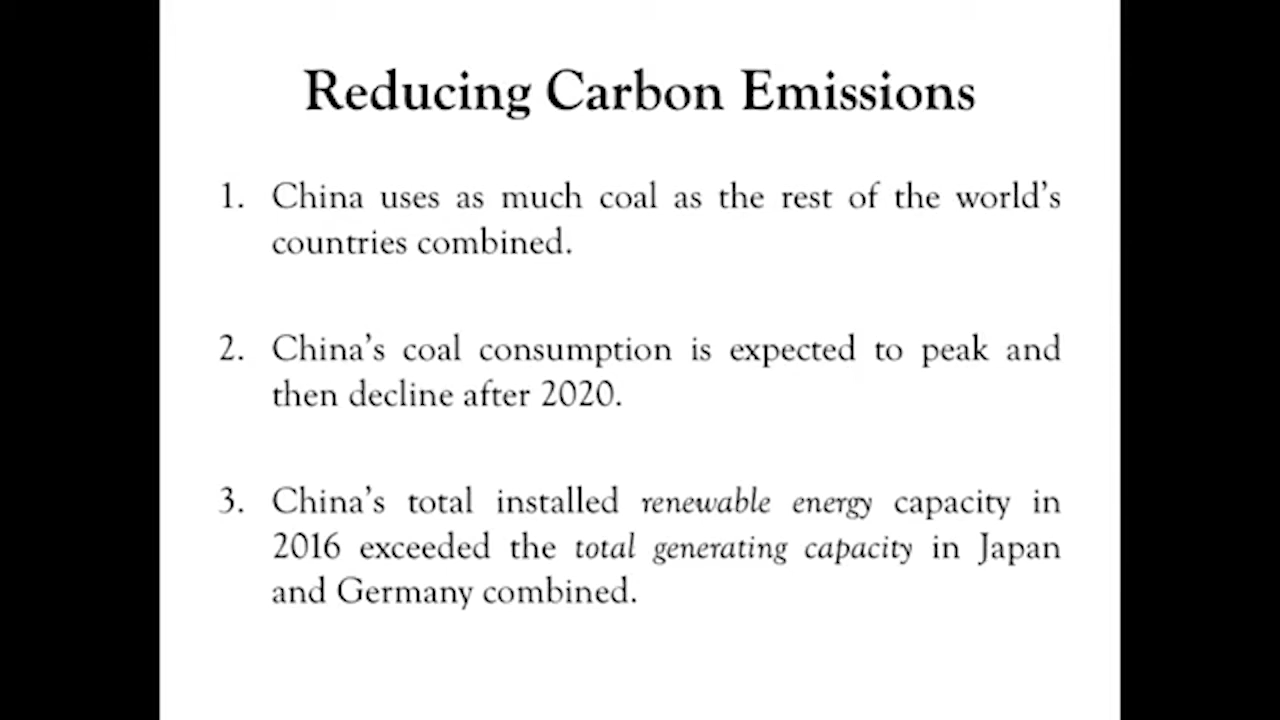 Reducing Carbon Emissions
1. China uses as much coal as the rest of the world's
countries combined.
2. China's coal consumption is expected to peak and
then decline after 2020.
3. China's total installed renewable energy capacity in
2016 exceeded the total generating capacity in Japan
and Germany combined.